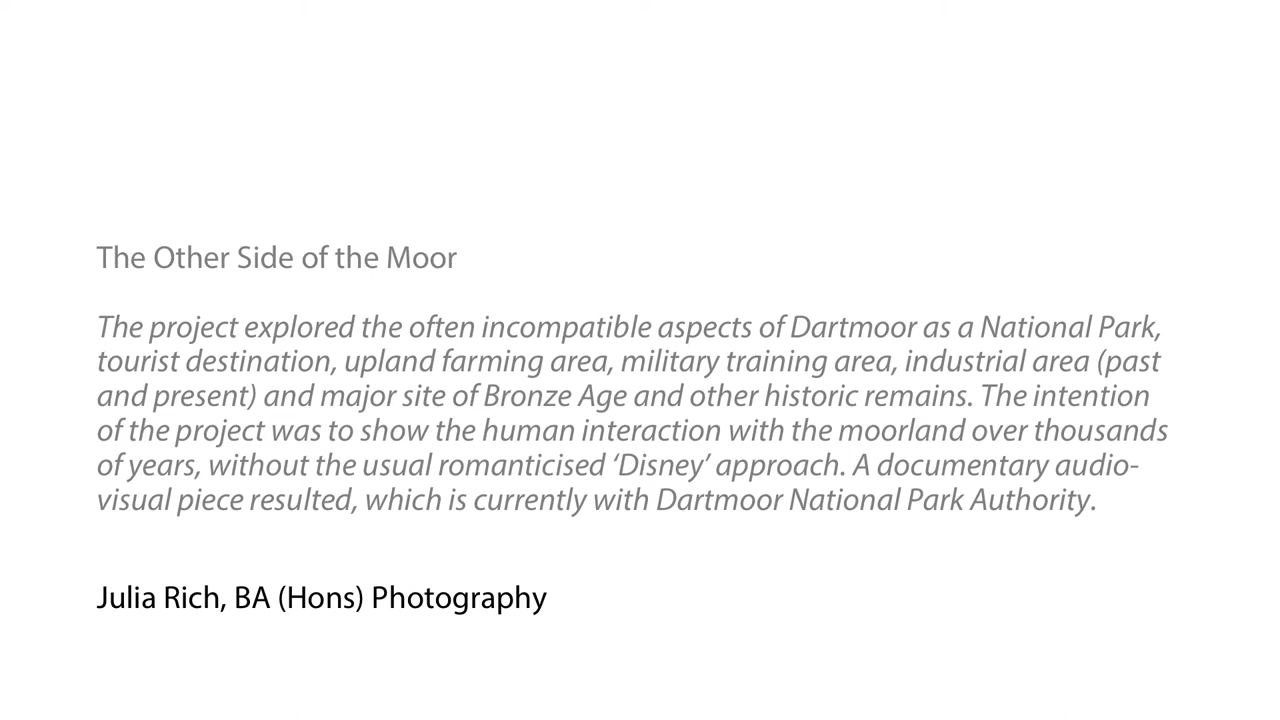 The Other Side of the Moor
The project explored the often incompatible aspects of Dartmoor as a National Park,
tourist destination, upland farming area, military training area, industrial area (past
and present) and major site of Bronze Age and other historic remains. The intention
of the project was to show the human interaction with the moorland over thousands
of years, without the usual romanticised ‘Disney’ approach. A documentary audio-
visual piece resulted, which is currently with Dartmoor National Park Authority.
Julia Rich, BA (Hons) Photography